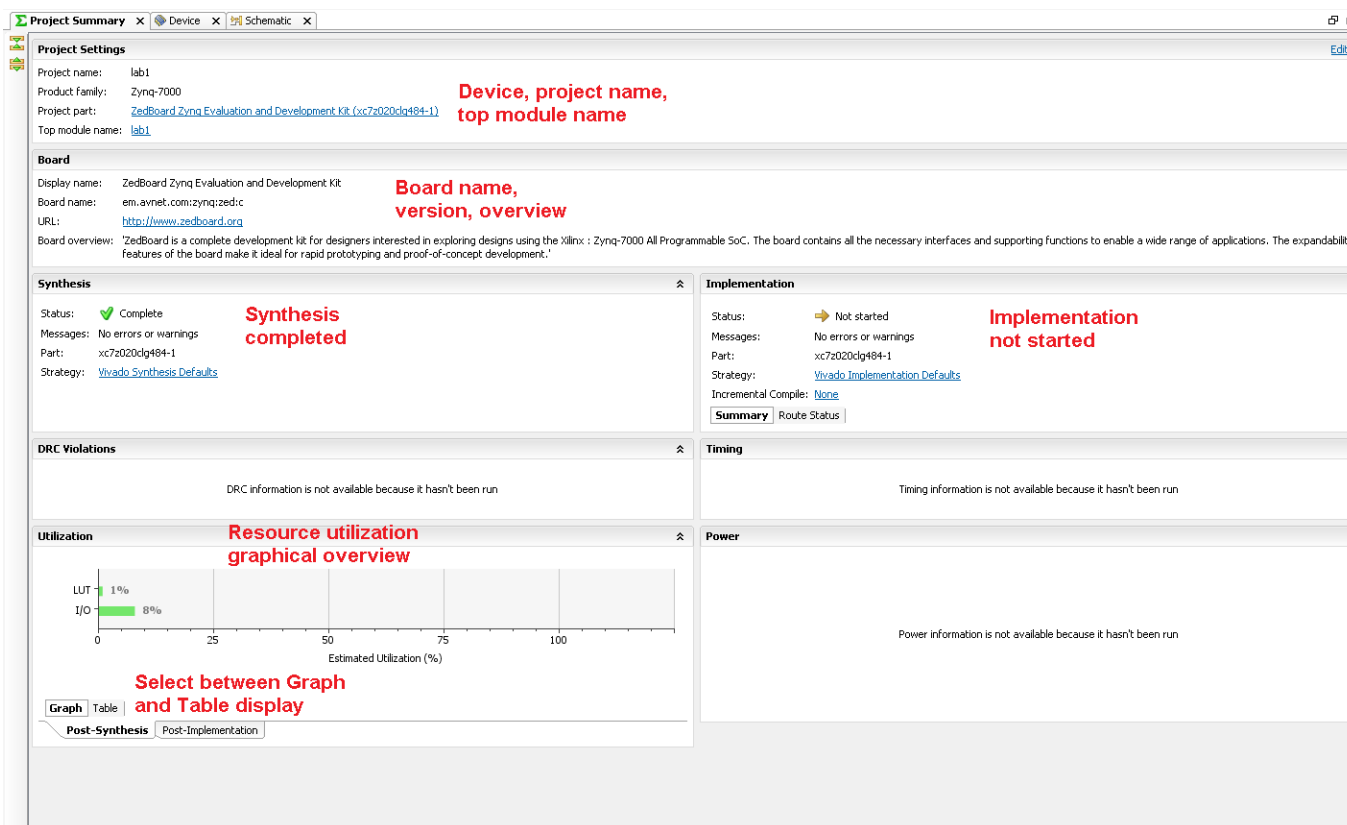 Project Summary
Device
Schematic
Project Settings
Edit
Project name: lab1
Product family: Zynq-7000
Project part: ZedBoard Zynq Evaluation and Development Kit (xc7z020clg484-1)
Top module name: lab1
Device, project name,
top module name
Board
Display name: ZedBoard Zynq Evaluation and Development Kit
Board name: em.avnet.com:zynq:zed:c
URL: http://www.zedboard.org
Board overview: 'ZedBoard is a complete development kit for designers interested in exploring designs using the Xilinx : Zynq-7000 All Programmable SoC. The board contains all the necessary interfaces and supporting functions to enable a wide range of applications. The expandabilit
features of the board make it ideal for rapid prototyping and proof-of-concept development.'
Board name,
version, overview
Synthesis
Status: Complete
Messages: No errors or warnings
Part: xc7z020clg484-1
Strategy: Vivado Synthesis Defaults
Synthesis
completed
Implementation
Status: Not started
Messages: No errors or warnings
Part: xc7z020clg484-1
Strategy: Vivado Implementation Defaults
Incremental Compile: None
Summary Route Status
Implementation
not started
DRC Violations
DRC information is not available because it hasn't been run
Timing
Timing information is not available because it hasn't been run
Utilization
Resource utilization
graphical overview
LUT 1%
I/O 8%
0 25 50 75 100
Estimated Utilization (%)
Select between Graph
and Table display
Graph Table
Post-Synthesis Post-Implementation
Power
Power information is not available because it hasn't been run